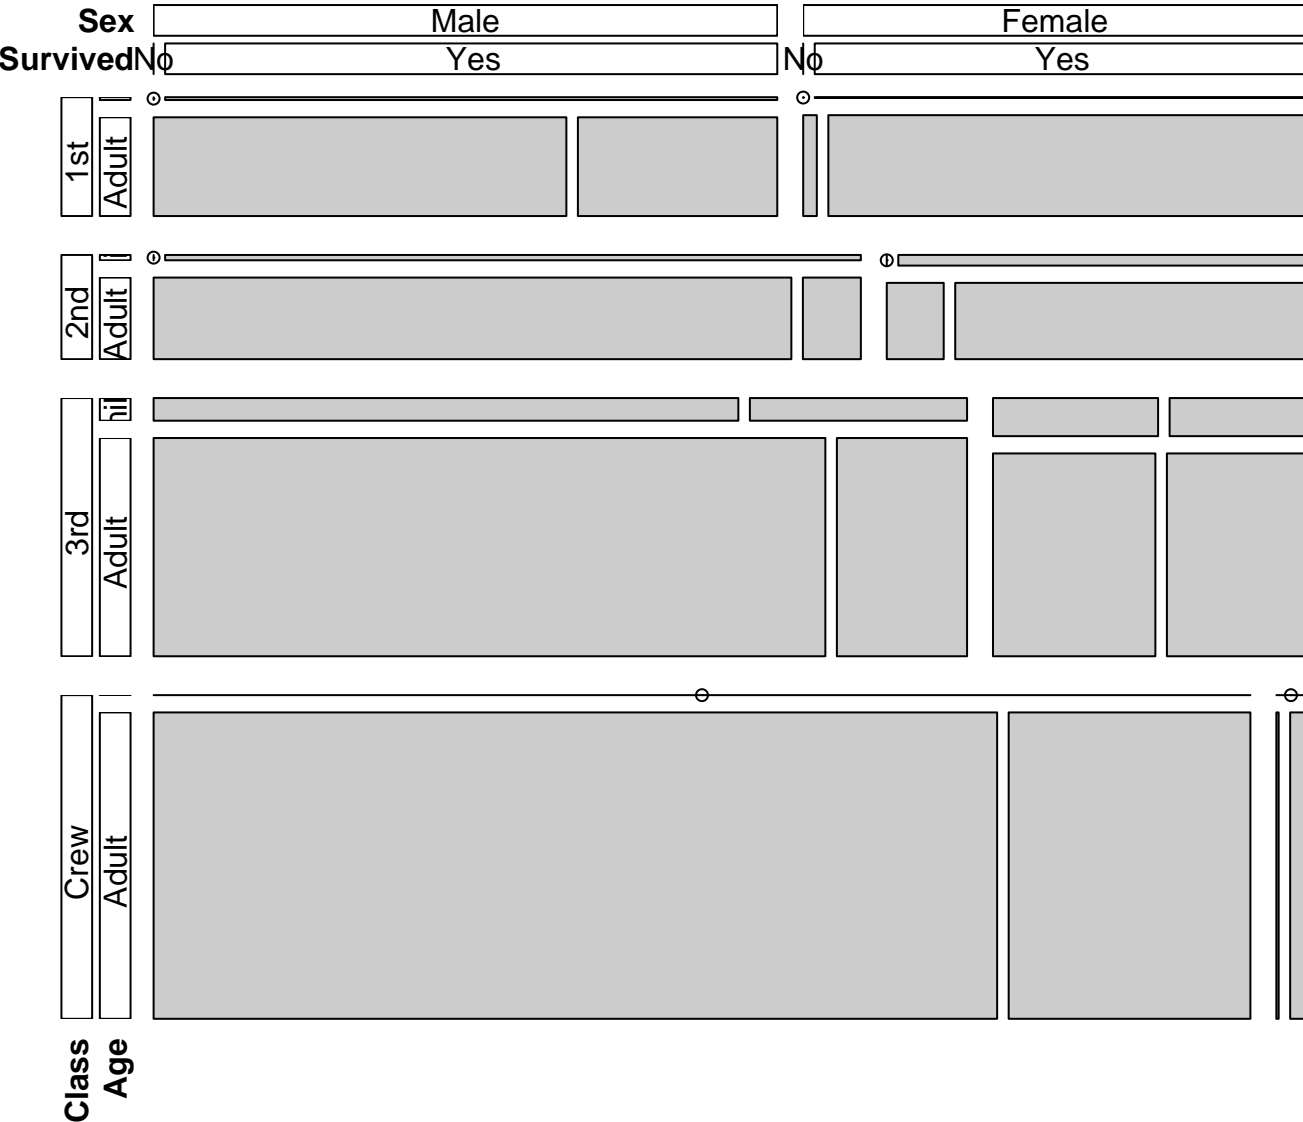 Sex Male Female
Survived No Yes No Yes
1st Adult
2nd Adult
3rd Adult
Crew Adult
Class Age